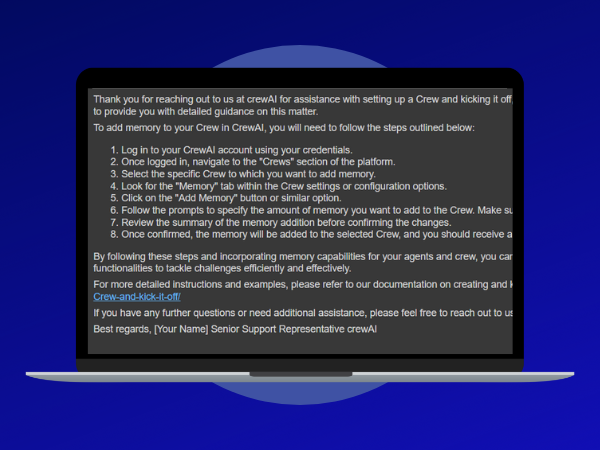 Thank you for reaching out to us at crewAI for assistance with setting up a Crew and kicking it off,
to provide you with detailed guidance on this matter.
To add memory to your Crew in CrewAI, you will need to follow the steps outlined below:
1. Log in to your CrewAI account using your credentials.
2. Once logged in, navigate to the "Crews" section of the platform.
3. Select the specific Crew to which you want to add memory.
4. Look for the "Memory" tab within the Crew settings or configuration options.
5. Click on the "Add Memory" button or similar option.
6. Follow the prompts to specify the amount of memory you want to add to the Crew. Make su
7. Review the summary of the memory addition before confirming the changes.
8. Once confirmed, the memory will be added to the selected Crew, and you should receive a
By following these steps and incorporating memory capabilities for your agents and crew, you can
functionalities to tackle challenges efficiently and effectively.
For more detailed instructions and examples, please refer to our documentation on creating and k
Crew-and-kick-it-off/
If you have any further questions or need additional assistance, please feel free to reach out to us
Best regards, [Your Name] Senior Support Representative crewAI